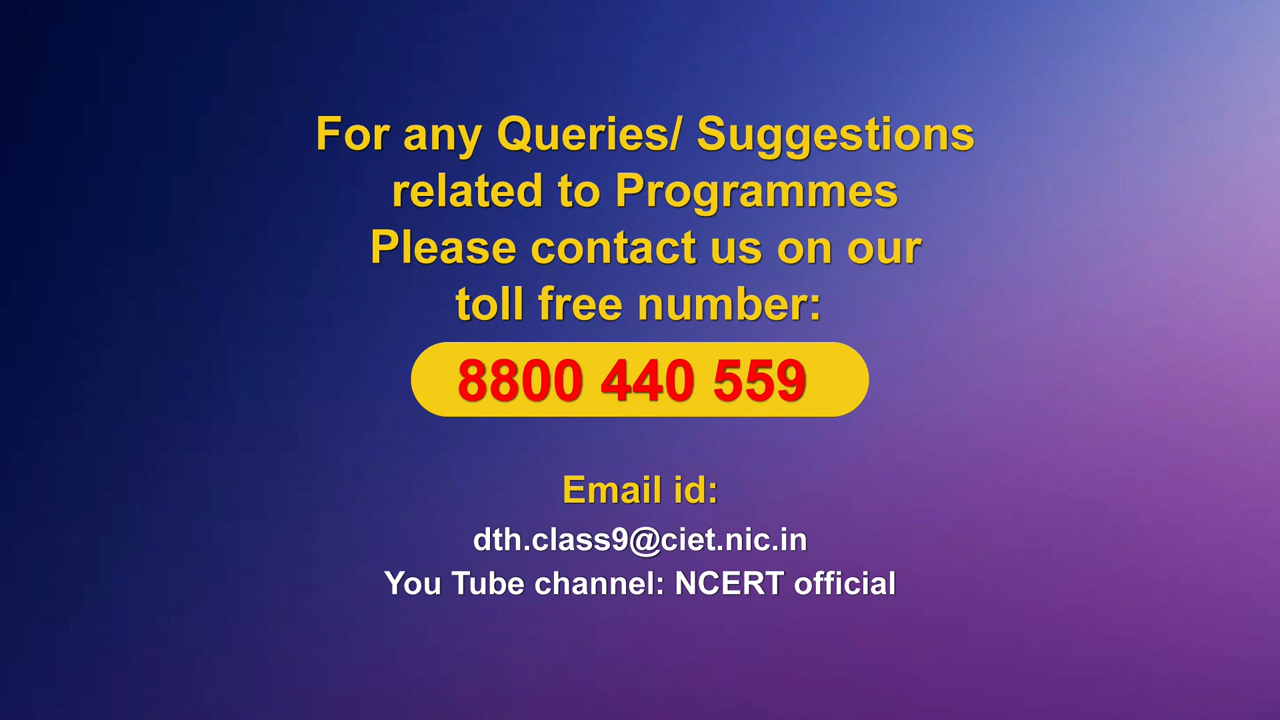 For any Queries/ Suggestions
related to Programmes
Please contact us on our
toll free number:
8800 440 559
Email id:
dth.class9@ciet.nic.in
You Tube channel: NCERT official